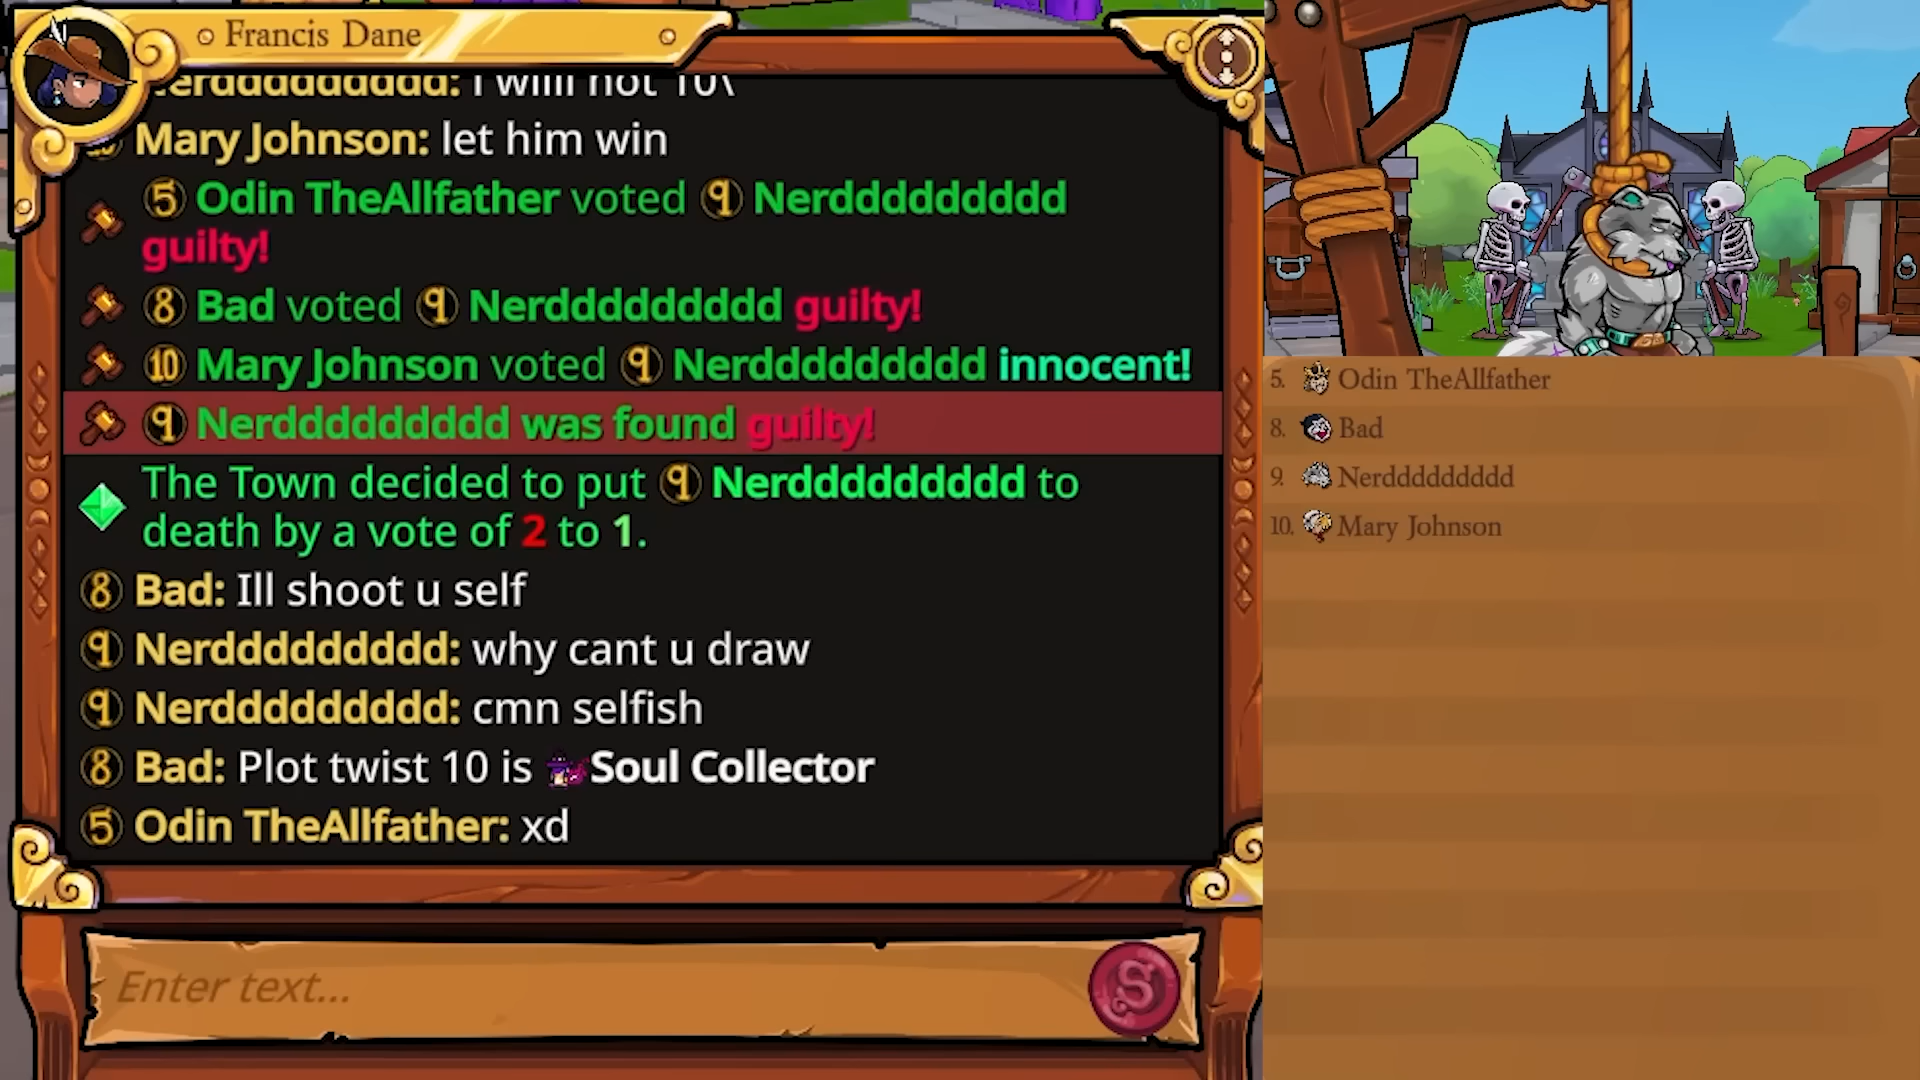 Francis Dane
Nerdddddddddd: I willl not 10\
Mary Johnson: let him win
5 Odin TheAllfather voted 9 Nerdddddddddd
guilty!
8 Bad voted 9 Nerdddddddddd guilty!
10 Mary Johnson voted 9 Nerdddddddddd innocent!
9 Nerdddddddddd was found guilty!
The Town decided to put 9 Nerdddddddddd to
death by a vote of 2 to 1.
8 Bad: Ill shoot u self
9 Nerdddddddddd: why cant u draw
9 Nerdddddddddd: cmn selfish
8 Bad: Plot twist 10 is Soul Collector
5 Odin TheAllfather: xd
Enter text...
S
5. Odin TheAllfather
8. Bad
9. Nerdddddddddd
10. Mary Johnson